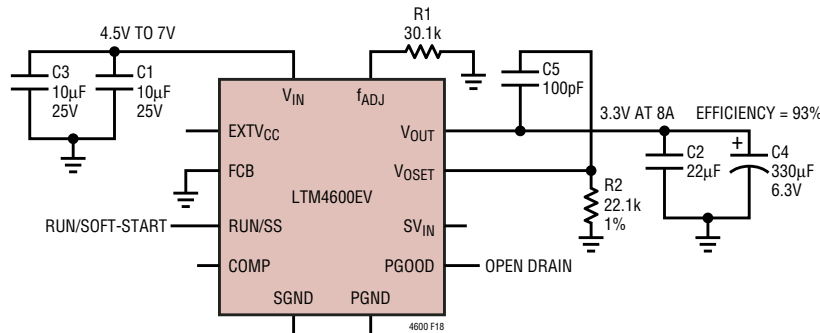 4.5V TO 7V
C3
10µF
25V
C1
10µF
25V
R1
30.1k
C5
100pF
VIN
fADJ
EXTVCC
VOUT
3.3V AT 8A
EFFICIENCY = 93%
FCB
VOSET
C2
22µF
+
C4
330µF
6.3V
LTM4600EV
R2
22.1k
1%
RUN/SOFT-START
RUN/SS
SVIN
COMP
PGOOD
OPEN DRAIN
SGND
PGND
4600 F18